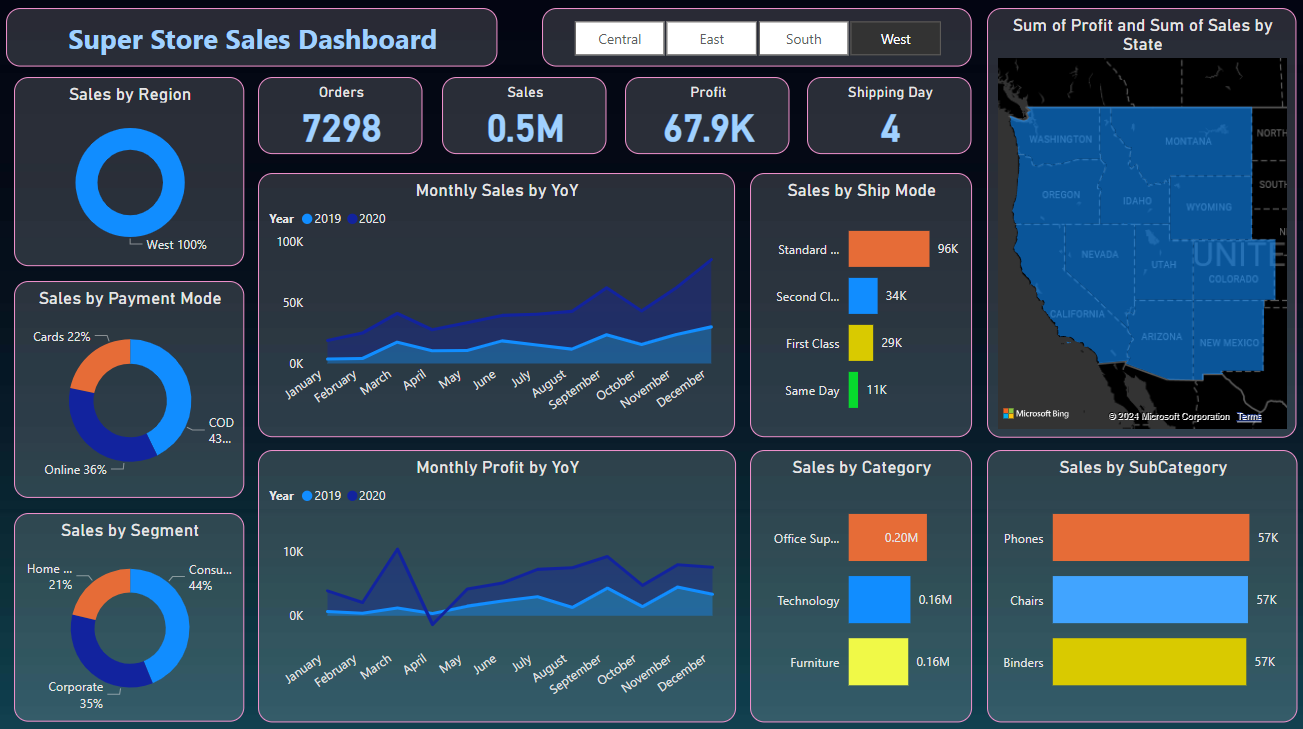 Super Store Sales Dashboard
Central
East
South
West
Sum of Profit and Sum of Sales by
State
WASHINGTON
MONTANA
NORTH
OREGON
IDAHO
SOUTH
WYOMING
NEVADA
UTAH
UNITE
COLORADO
CALIFORNIA
ARIZONA
NEW MEXICO
Microsoft Bing
© 2024 Microsoft Corporation Terms
Sales by Region
West 100%
Orders
7298
Sales
0.5M
Profit
67.9K
Shipping Day
4
Monthly Sales by YoY
Year 2019 2020
100K
50K
0K
January
February
March
April
May
June
July
August
September
October
November
December
Sales by Ship Mode
Standard ... 96K
Second Cl... 34K
First Class 29K
Same Day 11K
Sales by Payment Mode
Cards 22%
COD
43...
Online 36%
Monthly Profit by YoY
Year 2019 2020
10K
0K
January
February
March
April
May
June
July
August
September
October
November
December
Sales by Category
Office Sup... 0.20M
Technology 0.16M
Furniture 0.16M
Sales by SubCategory
Phones 57K
Chairs 57K
Binders 57K
Sales by Segment
Home ...
21%
Consu...
44%
Corporate
35%